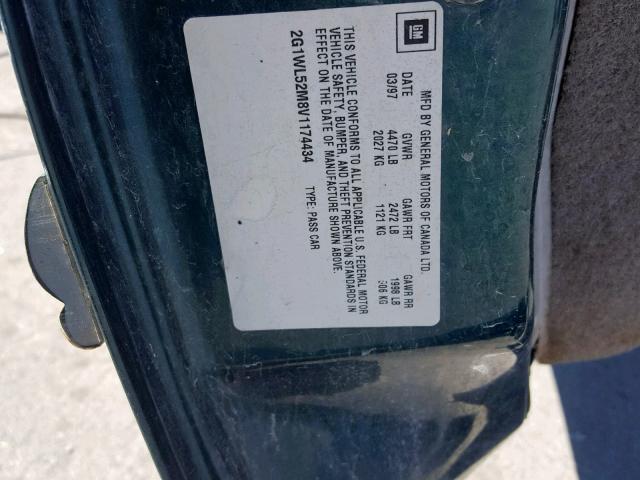 GM
MFD BY GENERAL MOTORS OF CANADA LTD.
DATE GVWR GAWR FRT GAWR RR
03/97 4470 LB 2472 LB 1998 LB
2027 KG 1121 KG 906 KG
THIS VEHICLE CONFORMS TO ALL APPLICABLE U.S. FEDERAL MOTOR
VEHICLE SAFETY, BUMPER, AND THEFT PREVENTION STANDARDS IN
EFFECT ON THE DATE OF MANUFACTURE SHOWN ABOVE.
2G1WL52M8V1174434 TYPE: PASS CAR